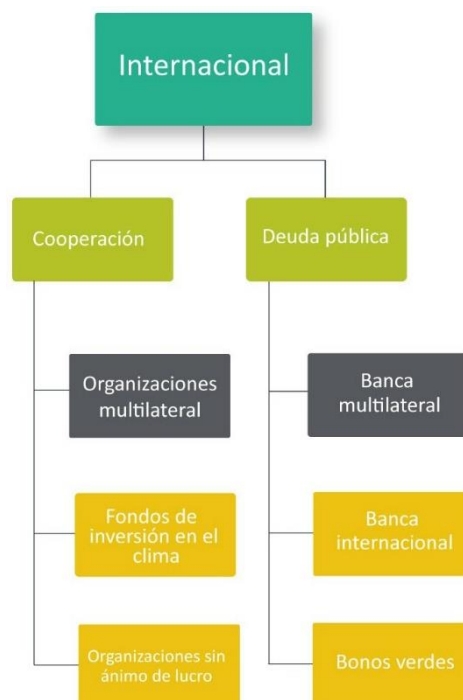 Internacional
Cooperación
Deuda pública
Organizaciones
multilateral
Banca
multilateral
Fondos de
inversión en el
clima
Banca
internacional
Organizaciones sin
ánimo de lucro
Bonos verdes